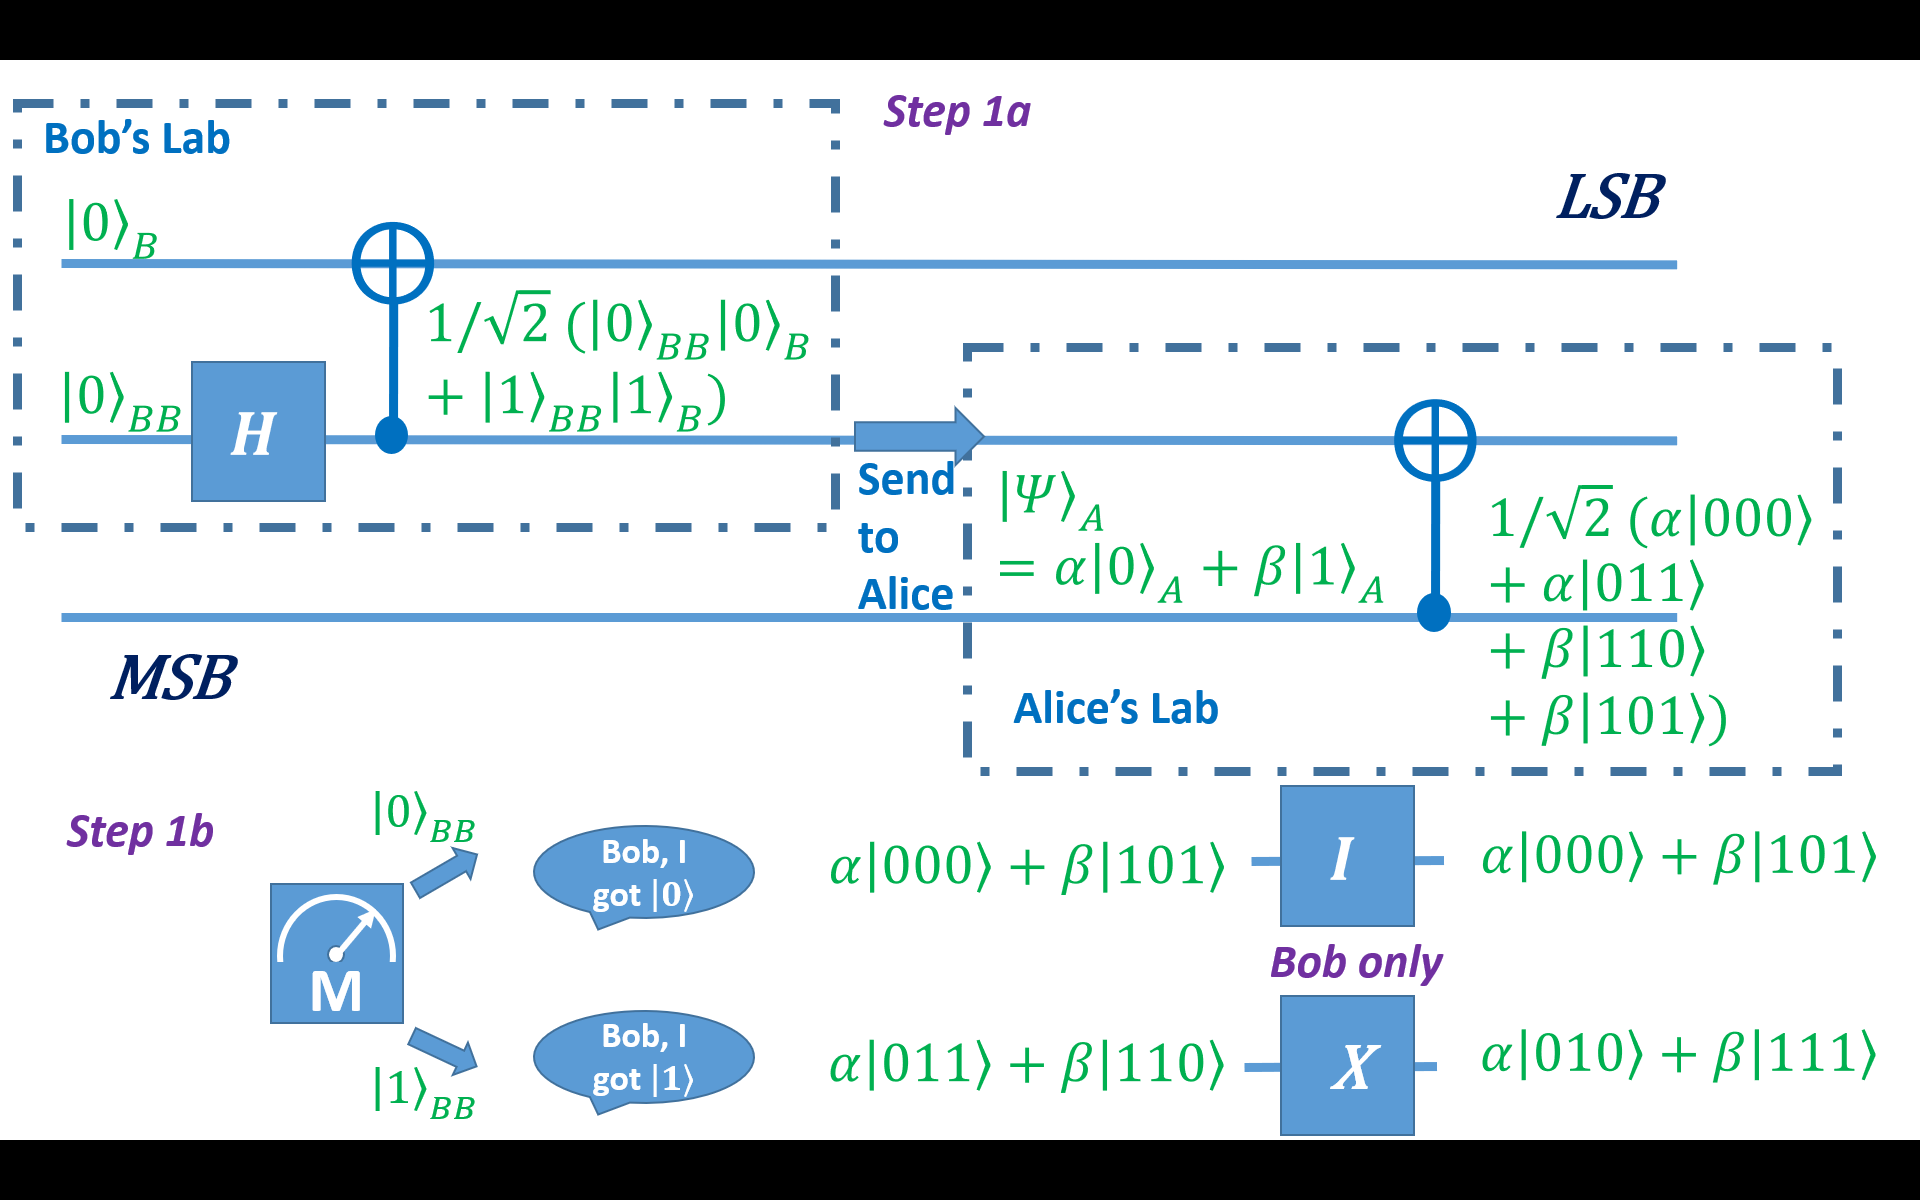 Step 1a
Bob’s Lab
LSB
|0⟩_B
1/√2 (|0⟩_BB|0⟩_B
+ |1⟩_BB|1⟩_B)
|0⟩_BB
H
Send
to
Alice
|Ψ⟩_A
= α|0⟩_A + β|1⟩_A
1/√2 (α|000⟩
+ α|011⟩
+ β|110⟩
+ β|101⟩)
MSB
Alice’s Lab
Step 1b
|0⟩_BB
Bob, I
got |0⟩
α|000⟩ + β|101⟩
I
α|000⟩ + β|101⟩
M
Bob only
|1⟩_BB
Bob, I
got |1⟩
α|011⟩ + β|110⟩
X
α|010⟩ + β|111⟩